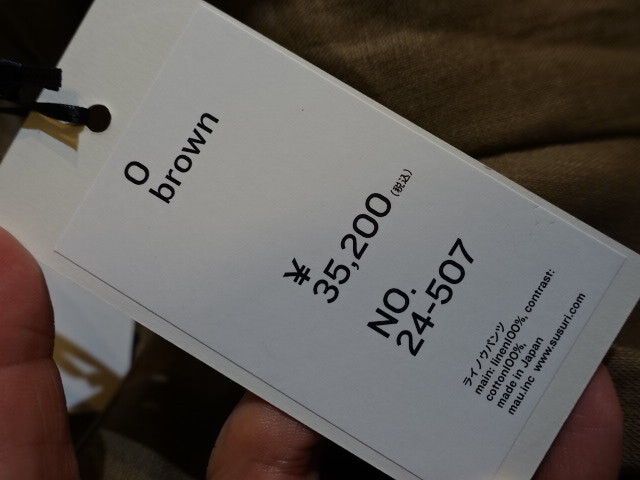 0
brown
¥
35,200 (税込)
NO.
24-507
ライノウパンツ
main: linen100%, contrast:
cotton100%,
made in Japan
mau.inc www.susuri.com